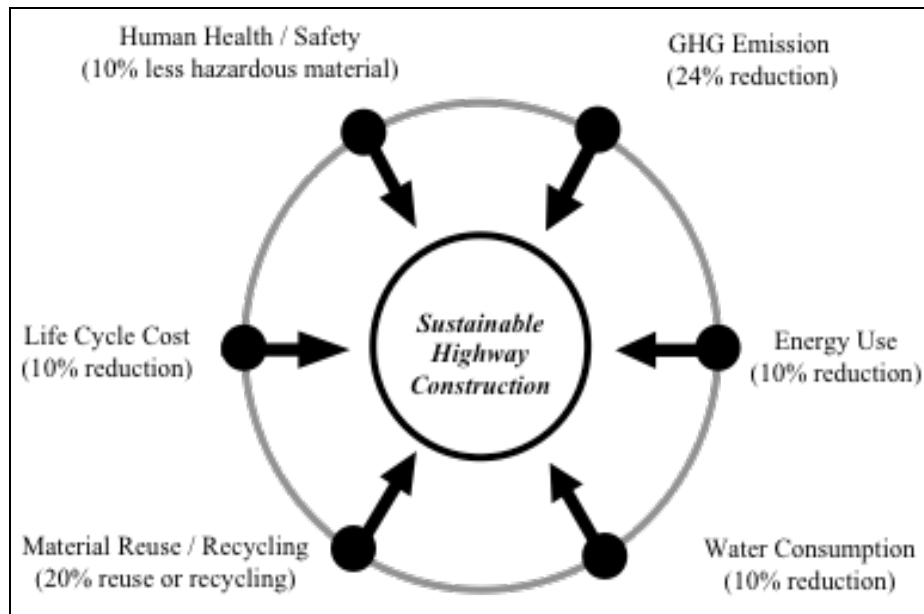 Human Health / Safety
(10% less hazardous material)
GHG Emission
(24% reduction)
Life Cycle Cost
(10% reduction)
Sustainable
Highway
Construction
Energy Use
(10% reduction)
Material Reuse / Recycling
(20% reuse or recycling)
Water Consumption
(10% reduction)